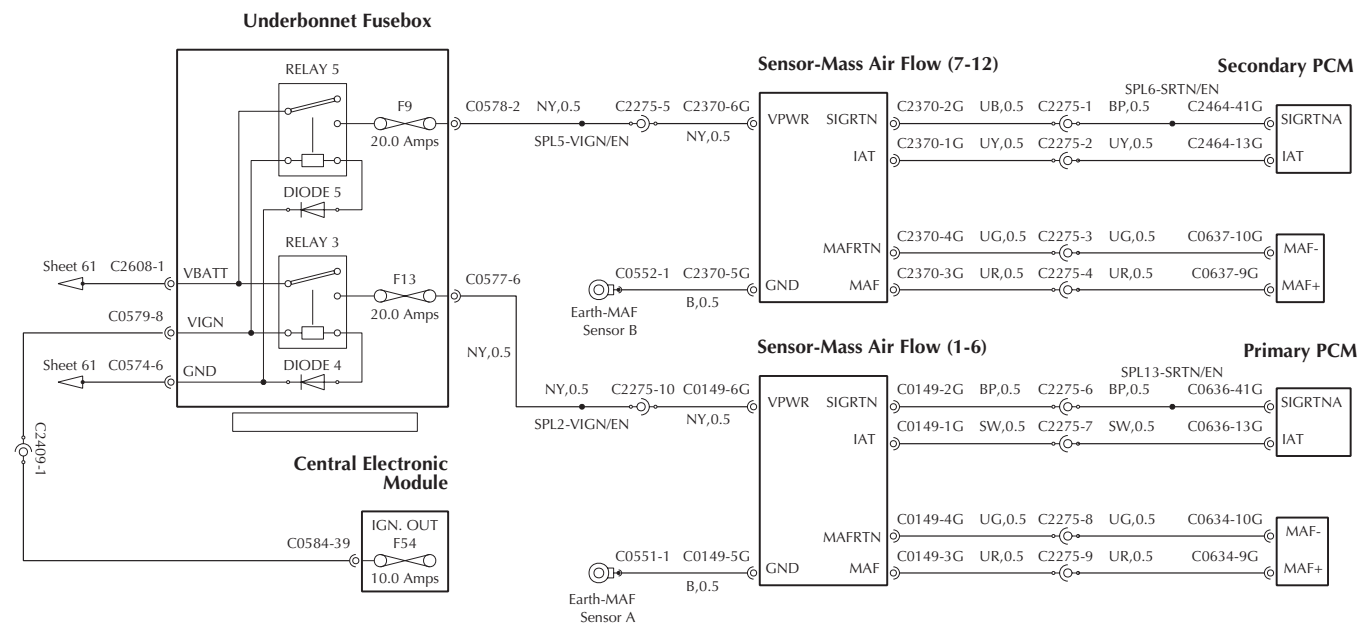 Underbonnet Fusebox
RELAY 5
F9
20.0 Amps
DIODE 5
RELAY 3
F13
20.0 Amps
DIODE 4
VBATT
VIGN
GND
Sheet 61 C2608-1
C0579-8
Sheet 61 C0574-6
C2409-1
Central Electronic
Module
IGN. OUT
F54
10.0 Amps
C0584-39
C0578-2 NY,0.5 C2275-5 C2370-6G
SPL5-VIGN/EN NY,0.5
C0577-6
NY,0.5
NY,0.5 C2275-10 C0149-6G
SPL2-VIGN/EN NY,0.5
Sensor-Mass Air Flow (7-12)
VPWR SIGRTN
IAT
MAFRTN
GND MAF
C0552-1 C2370-5G
B,0.5
Earth-MAF
Sensor B
Secondary PCM
SPL6-SRTN/EN
C2370-2G UB,0.5 C2275-1 BP,0.5 C2464-41G
SIGRTNA
C2370-1G UY,0.5 C2275-2 UY,0.5 C2464-13G
IAT
C2370-4G UG,0.5 C2275-3 UG,0.5 C0637-10G
MAF-
C2370-3G UR,0.5 C2275-4 UR,0.5 C0637-9G
MAF+
Sensor-Mass Air Flow (1-6)
VPWR SIGRTN
IAT
MAFRTN
GND MAF
C0551-1 C0149-5G
B,0.5
Earth-MAF
Sensor A
Primary PCM
SPL13-SRTN/EN
C0149-2G BP,0.5 C2275-6 BP,0.5 C0636-41G
SIGRTNA
C0149-1G SW,0.5 C2275-7 SW,0.5 C0636-13G
IAT
C0149-4G UG,0.5 C2275-8 UG,0.5 C0634-10G
MAF-
C0149-3G UR,0.5 C2275-9 UR,0.5 C0634-9G
MAF+